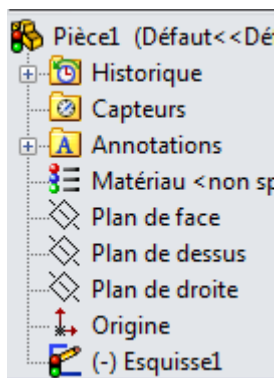 Pièce1 (Défaut<<Dé
Historique
Capteurs
A Annotations
Matériau <non sp
Plan de face
Plan de dessus
Plan de droite
Origine
(-) Esquisse1